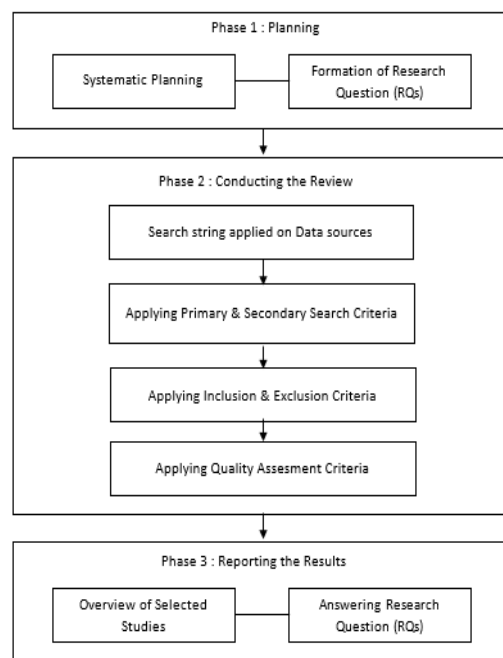 Phase 1 : Planning
Systematic Planning
Formation of Research
Question (RQs)
Phase 2 : Conducting the Review
Search string applied on Data sources
Applying Primary & Secondary Search Criteria
Applying Inclusion & Exclusion Criteria
Applying Quality Assesment Criteria
Phase 3 : Reporting the Results
Overview of Selected
Studies
Answering Research
Question (RQs)